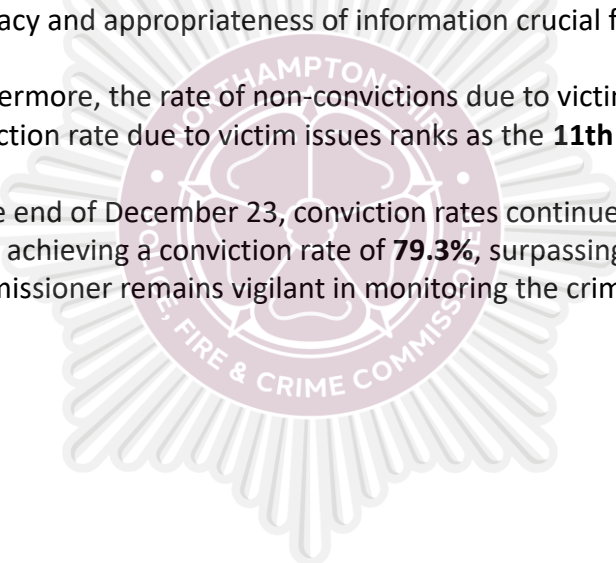 acy and appropriateness of information crucial f
ermore, the rate of non-convictions due to victi
ction rate due to victim issues ranks as the 11th
e end of December 23, conviction rates continue
achieving a conviction rate of 79.3%, surpassing
missioner remains vigilant in monitoring the crim
NORTHAMPTONSHIRE
POLICE, FIRE & CRIME COMMISSIONER